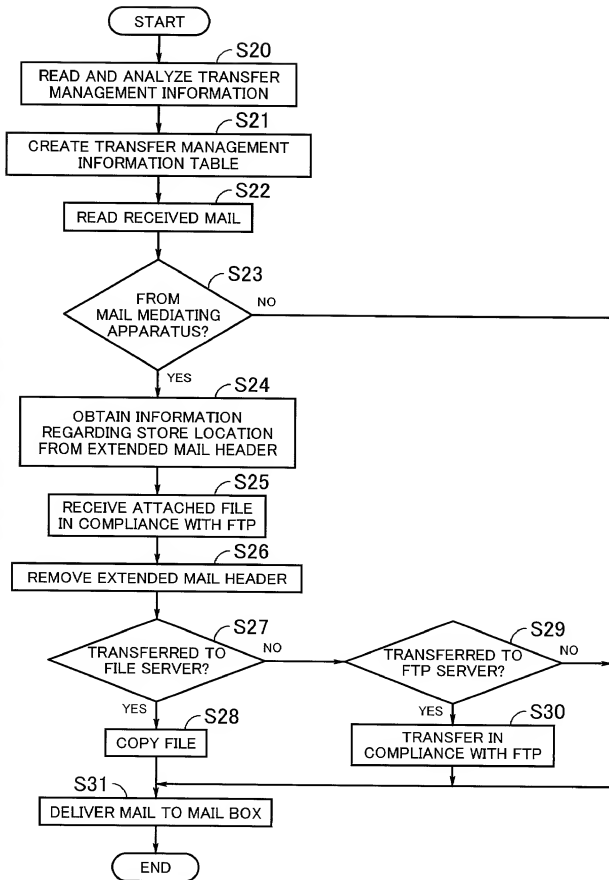 START
S20
READ AND ANALYZE TRANSFER
MANAGEMENT INFORMATION
S21
CREATE TRANSFER MANAGEMENT
INFORMATION TABLE
S22
READ RECEIVED MAIL
S23
FROM
MAIL MEDIATING
APPARATUS?
NO
YES
S24
OBTAIN INFORMATION
REGARDING STORE LOCATION
FROM EXTENDED MAIL HEADER
S25
RECEIVE ATTACHED FILE
IN COMPLIANCE WITH FTP
S26
REMOVE EXTENDED MAIL HEADER
S27
TRANSFERRED TO
FILE SERVER?
NO
YES
S29
TRANSFERRED TO
FTP SERVER?
NO
YES
S28
COPY FILE
S30
TRANSFER IN
COMPLIANCE WITH FTP
S31
DELIVER MAIL TO MAIL BOX
END